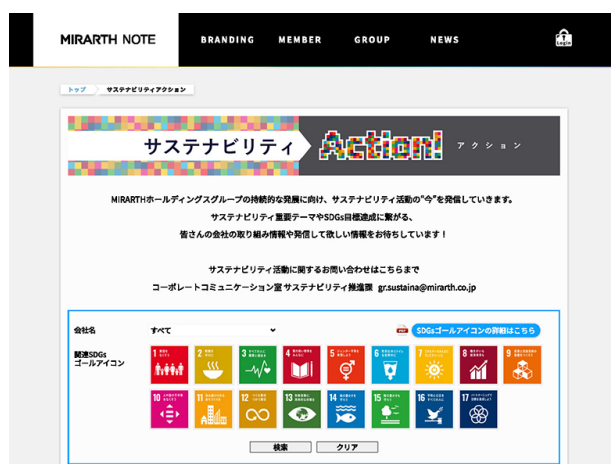 MIRARTH NOTE
BRANDING MEMBER GROUP NEWS
Login
トップ サステナビリティアクション
サステナビリティ Action! アクション
MIRARTHホールディングスグループの持続的な発展に向け、サステナビリティ活動の“今”を発信していきます。
サステナビリティ重要テーマやSDGs目標達成に繋がる、
皆さんの会社の取り組み情報や発信して欲しい情報をお待ちしています！
サステナビリティ活動に関するお問い合わせはこちらまで
コーポレートコミュニケーション室 サステナビリティ推進課 gr.sustaina@mirarth.co.jp
会社名 すべて SDGsゴールアイコンの詳細はこちら
関連SDGs
ゴールアイコン
1 2 3 4 5 6 7 8 9
10 11 12 13 14 15 16 17
検索 クリア